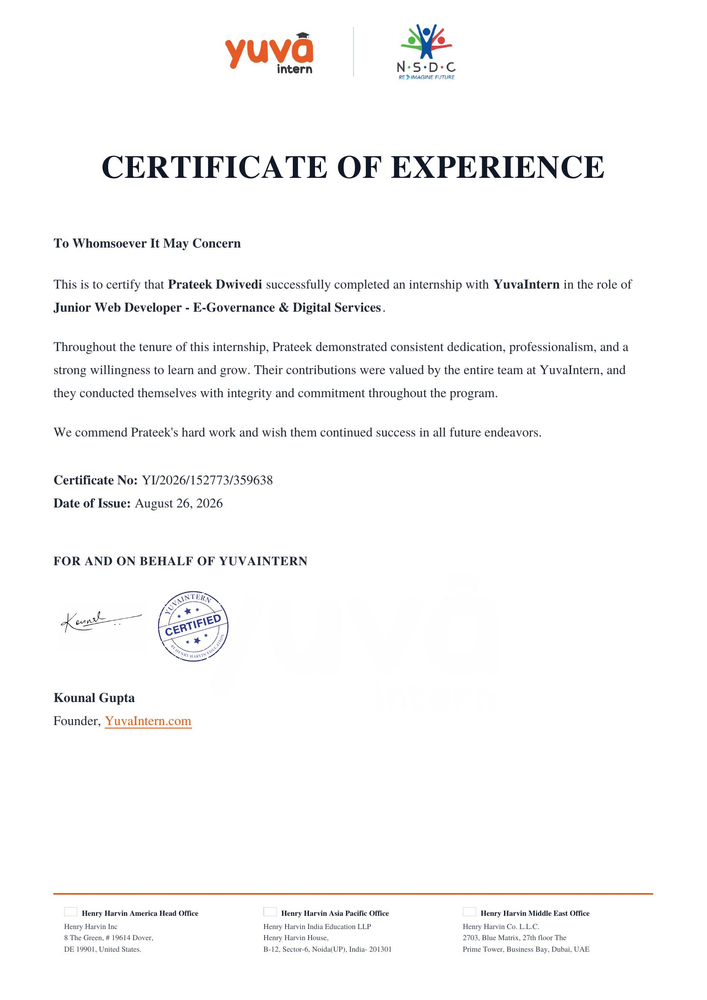 yuva
intern
N·S·D·C
RE IMAGINE FUTURE
CERTIFICATE OF EXPERIENCE
To Whomsoever It May Concern
This is to certify that Prateek Dwivedi successfully completed an internship with YuvaIntern in the role of
Junior Web Developer - E-Governance & Digital Services.
Throughout the tenure of this internship, Prateek demonstrated consistent dedication, professionalism, and a
strong willingness to learn and grow. Their contributions were valued by the entire team at YuvaIntern, and
they conducted themselves with integrity and commitment throughout the program.
We commend Prateek's hard work and wish them continued success in all future endeavors.
Certificate No: YI/2026/152773/359638
Date of Issue: August 26, 2026
FOR AND ON BEHALF OF YUVAINTERN
Kounal
YUVAINTERN
CERTIFIED
BY HENRY HARVIN EDUCATION
Kounal Gupta
Founder, YuvaIntern.com
Henry Harvin America Head Office
Henry Harvin Inc
8 The Green, # 19614 Dover,
DE 19901, United States.
Henry Harvin Asia Pacific Office
Henry Harvin India Education LLP
Henry Harvin House,
B-12, Sector-6, Noida(UP), India- 201301
Henry Harvin Middle East Office
Henry Harvin Co. L.L.C.
2703, Blue Matrix, 27th floor The
Prime Tower, Business Bay, Dubai, UAE